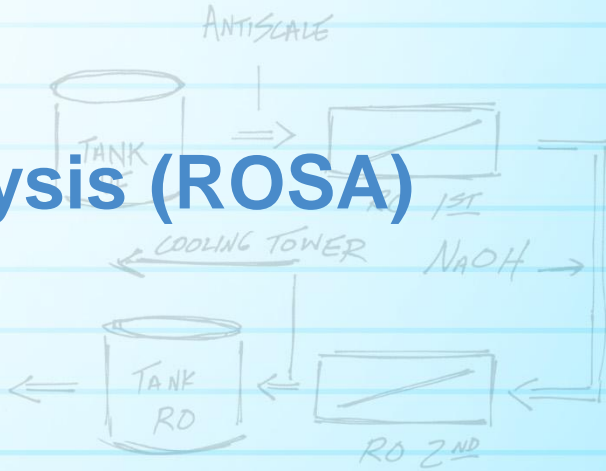 ANTISCALE
TANK
ysis (ROSA)
RO 1ST
COOLING TOWER
NAOH
TANK
RO
RO 2ND